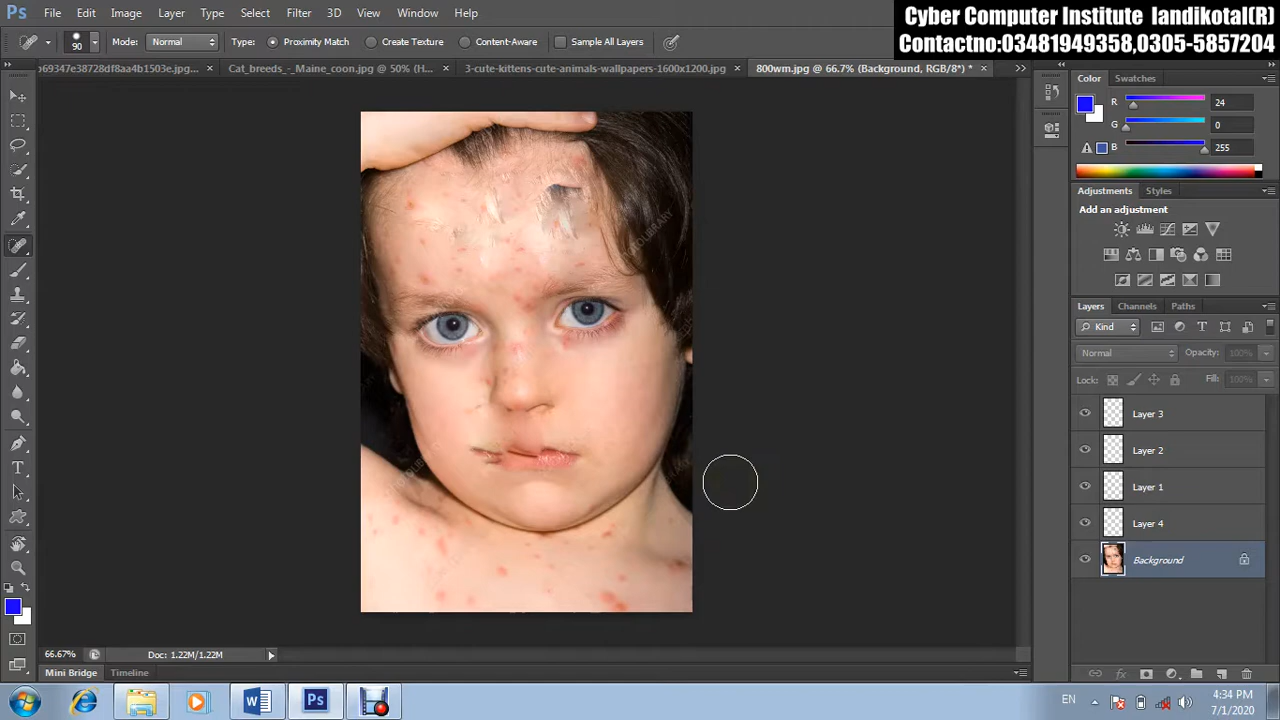 Cyber Computer Institute landikotal(R)
Contactno:03481949358,0305-5857204
Ps File Edit Image Layer Type Select Filter 3D View Window Help
90 Mode: Normal Type: Proximity Match Create Texture Content-Aware Sample All Layers
b69347e38728df8aa4b1503e.jpg... × Cat_breeds_-_Maine_coon.jpg @ 50% (H... × 3-cute-kittens-cute-animals-wallpapers-1600x1200.jpg × 800wm.jpg @ 66.7% (Background, RGB/8*) * ×
Color Swatches
R 24
G 0
B 255
Adjustments Styles
Add an adjustment
Layers Channels Paths
Kind
Normal Opacity: 100%
Lock: Fill: 100%
Layer 3
Layer 2
Layer 1
Layer 4
Background
66.67% Doc: 1.22M/1.22M
Mini Bridge Timeline
W Ps EN 4:34 PM
7/1/2020